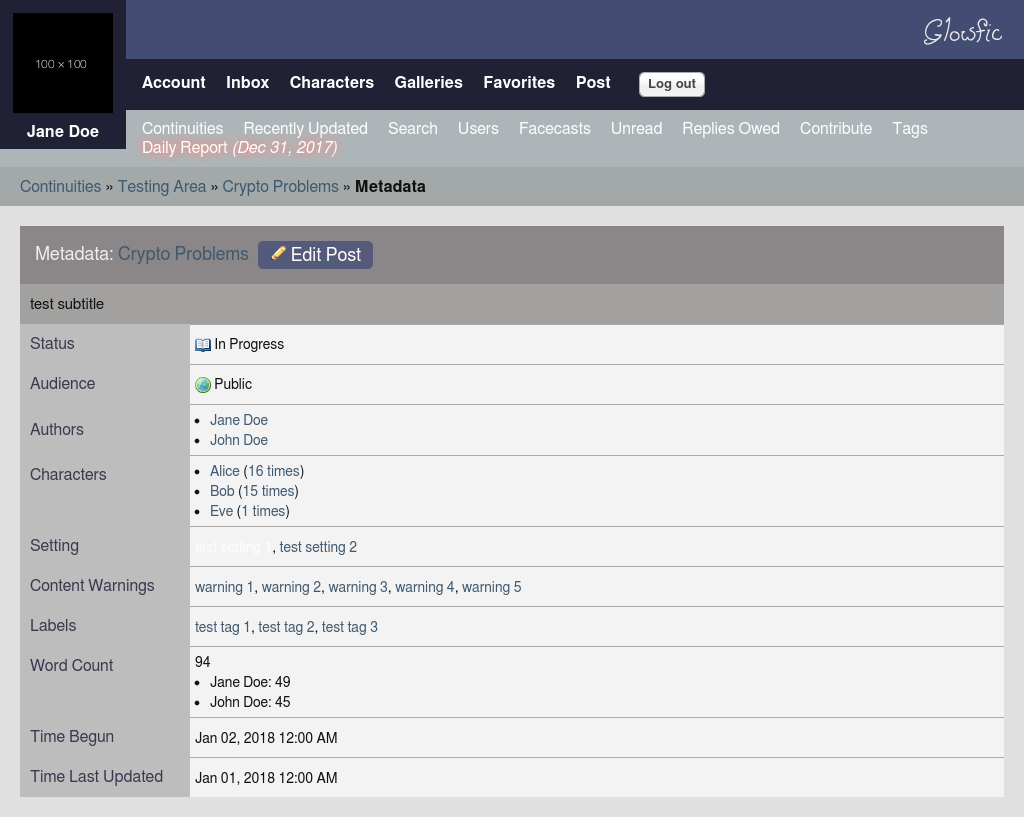 100 × 100
Glowfic
Jane Doe
Account Inbox Characters Galleries Favorites Post Log out
Continuities Recently Updated Search Users Facecasts Unread Replies Owed Contribute Tags
Daily Report (Dec 31, 2017)
Continuities » Testing Area » Crypto Problems » Metadata
Metadata: Crypto Problems Edit Post
test subtitle
Status In Progress
Audience Public
Authors
• Jane Doe
• John Doe
Characters
• Alice (16 times)
• Bob (15 times)
• Eve (1 times)
Setting test setting 1, test setting 2
Content Warnings warning 1, warning 2, warning 3, warning 4, warning 5
Labels test tag 1, test tag 2, test tag 3
Word Count 94
• Jane Doe: 49
• John Doe: 45
Time Begun Jan 02, 2018 12:00 AM
Time Last Updated Jan 01, 2018 12:00 AM